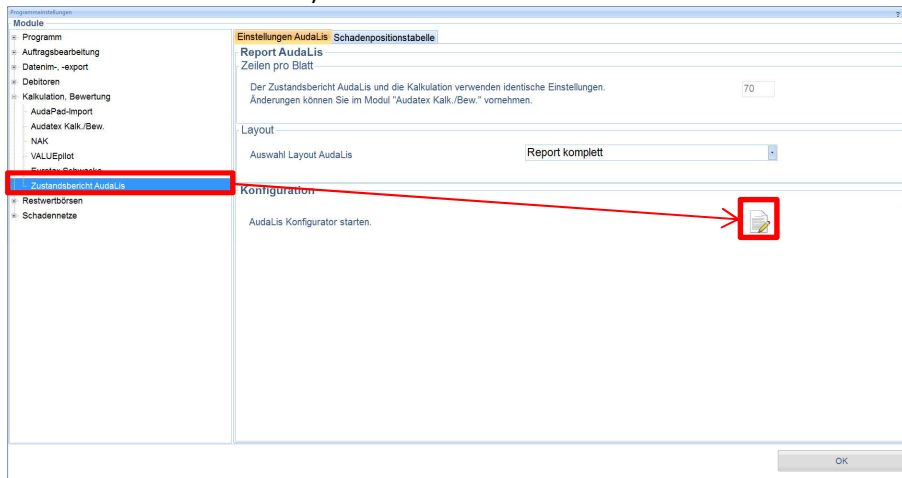 Programmeinstellungen
?
Module
Programm
Auftragsbearbeitung
Datenim-, -export
Debitoren
Kalkulation, Bewertung
AudaPad-Import
Audatex Kalk./Bew.
NAK
VALUEpilot
Eurotax Schwacke
Zustandsbericht AudaLis
Restwertbörsen
Schadennetze
Einstellungen AudaLis Schadenpositionstabelle
Report AudaLis
Zeilen pro Blatt
Der Zustandsbericht AudaLis und die Kalkulation verwenden identische Einstellungen. 70
Änderungen können Sie im Modul "Audatex Kalk./Bew." vornehmen.
Layout
Auswahl Layout AudaLis Report komplett
Konfiguration
AudaLis Konfigurator starten.
OK